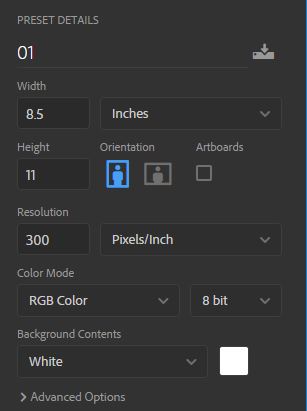 PRESET DETAILS
01
Width
8.5 Inches
Height Orientation Artboards
11
Resolution
300 Pixels/Inch
Color Mode
RGB Color 8 bit
Background Contents
White
Advanced Options